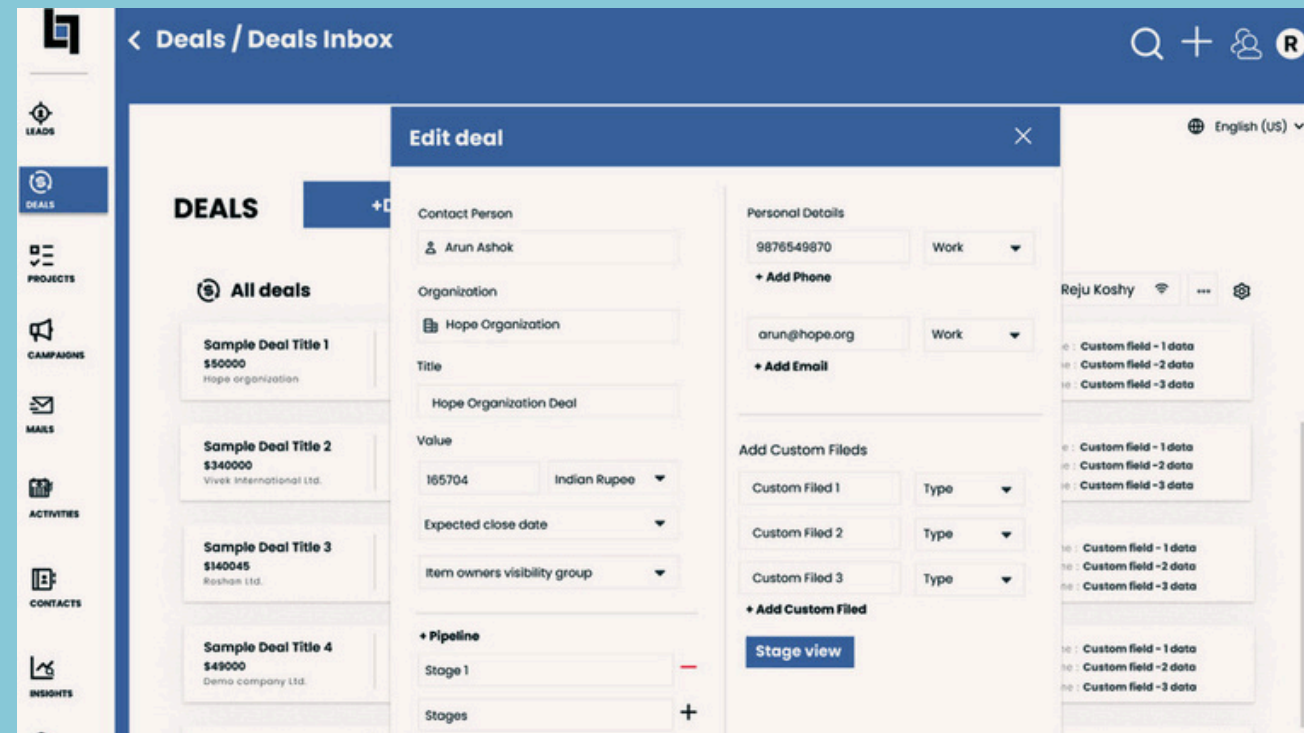 Deals / Deals Inbox
R
LEADS
DEALS
PROJECTS
CAMPAIGNS
MAILS
ACTIVITIES
CONTACTS
INSIGHTS
English (US)
DEALS
All deals
Sample Deal Title 1
$50000
Hope organization
Sample Deal Title 2
$340000
Vivek International Ltd.
Sample Deal Title 3
$140045
Roshan Ltd.
Sample Deal Title 4
$49000
Demo company Ltd.
Edit deal
Contact Person
Arun Ashok
Organization
Hope Organization
Title
Hope Organization Deal
Value
165704 Indian Rupee
Expected close date
Item owners visibility group
+ Pipeline
Stage 1
Stages
Personal Details
9876549870 Work
+ Add Phone
arun@hope.org Work
+ Add Email
Add Custom Fileds
Custom Filed 1 Type
Custom Filed 2 Type
Custom Filed 3 Type
+ Add Custom Filed
Stage view
Reju Koshy
: Custom field - 1 data
: Custom field -2 data
: Custom field -3 data
: Custom field - 1 data
: Custom field -2 data
: Custom field -3 data
: Custom field - 1 data
: Custom field -2 data
: Custom field -3 data
: Custom field - 1 data
: Custom field -2 data
: Custom field -3 data